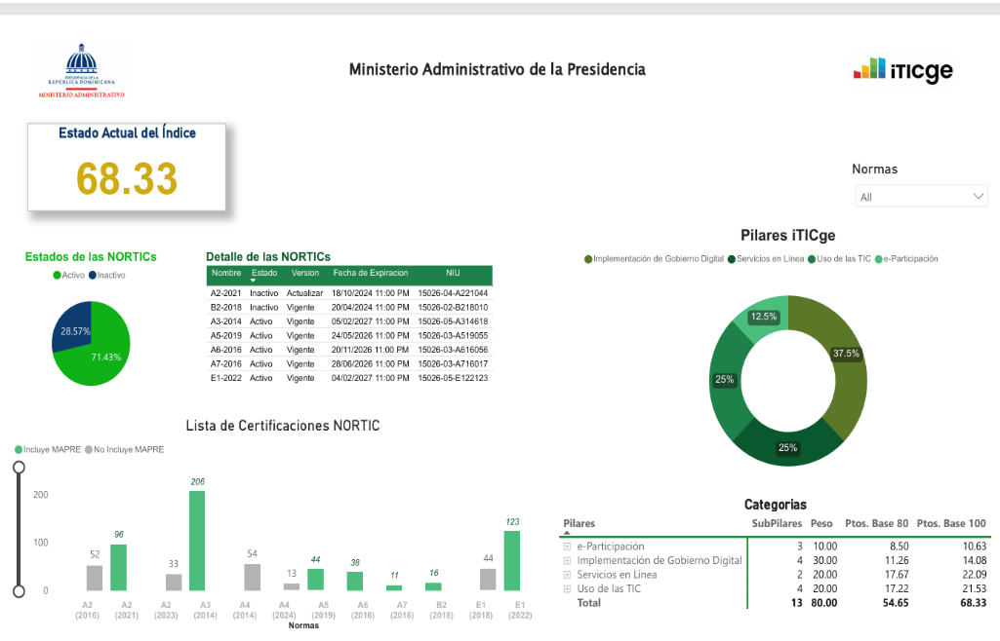 PRESIDENCIA DE LA
REPÚBLICA DOMINICANA
MINISTERIO ADMINISTRATIVO
Ministerio Administrativo de la Presidencia
iTICge
Estado Actual del Índice
68.33
Normas
All
Estados de las NORTICs
Activo Inactivo
28.57%
71.43%
Detalle de las NORTICs
Nombre Estado Version Fecha de Expiracion NIU
A2-2021 Inactivo Actualizar 18/10/2024 11:00 PM 15026-04-A221044
B2-2018 Inactivo Vigente 20/04/2024 11:00 PM 15026-02-B218010
A3-2014 Activo Vigente 05/02/2027 11:00 PM 15026-05-A314618
A5-2019 Activo Vigente 24/05/2026 11:00 PM 15026-03-A519055
A6-2016 Activo Vigente 20/11/2026 11:00 PM 15026-03-A616056
A7-2016 Activo Vigente 28/06/2026 11:00 PM 15026-03-A716017
E1-2022 Activo Vigente 04/02/2027 11:00 PM 15026-05-E122123
Pilares iTICge
Implementación de Gobierno Digital Servicios en Linea Uso de las TIC e-Participación
12.5%
37.5%
25%
25%
Lista de Certificaciones NORTIC
Incluye MAPRE No Incluye MAPRE
200
100
0
52 96 33 206 54 13 44 38 11 16 44 123
A2 A2 A2 A3 A4 A4 A5 A6 A7 B2 E1 E1
(2016) (2021) (2023) (2014) (2014) (2024) (2019) (2016) (2016) (2018) (2018) (2022)
Normas
Categorias
Pilares SubPilares Peso Ptos. Base 80 Ptos. Base 100
e-Participación 3 10.00 8.50 10.63
Implementación de Gobierno Digital 4 30.00 11.26 14.08
Servicios en Linea 2 20.00 17.67 22.09
Uso de las TIC 4 20.00 17.22 21.53
Total 13 80.00 54.65 68.33